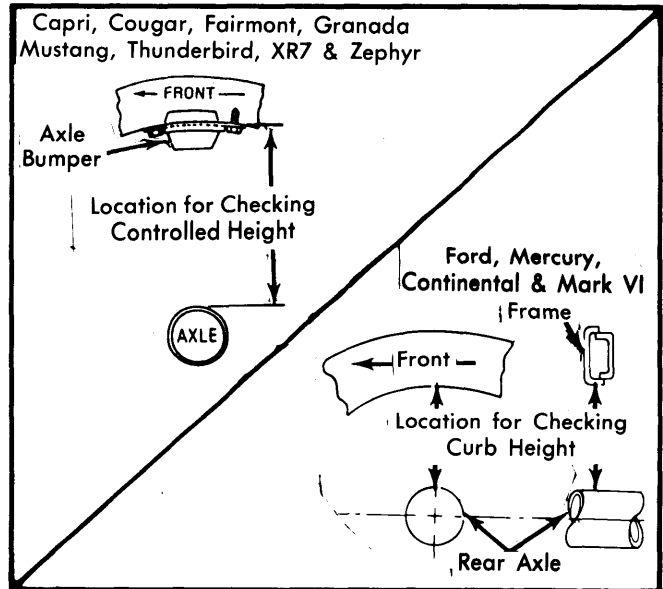 Capri, Cougar, Fairmont, Granada
Mustang, Thunderbird, XR7 & Zephyr
FRONT
Axle
Bumper
Location for Checking
Controlled Height
AXLE
Ford, Mercury,
Continental & Mark VI
Frame
Front
Location for Checking
Curb Height
Rear Axle